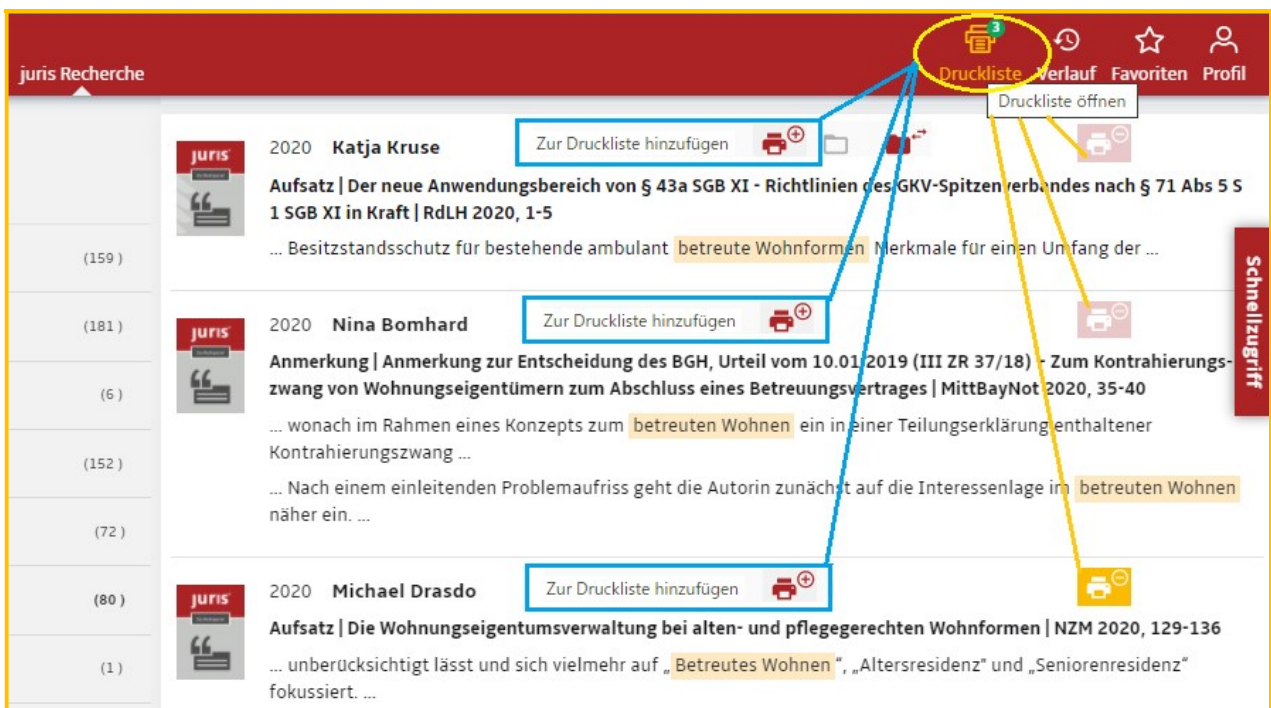 3
juris Recherche
Druckliste
Verlauf
Favoriten
Profil
Druckliste öffnen
juris
2020 Katja Kruse
Zur Druckliste hinzufügen
Aufsatz | Der neue Anwendungsbereich von § 43a SGB XI - Richtlinien des GKV-Spitzenverbandes nach § 71 Abs 5 S
1 SGB XI in Kraft | RdLH 2020, 1-5
... Besitzstandsschutz für bestehende ambulant betreute Wohnformen Merkmale für einen Umfang der ...
(159)
Schnellzugriff
juris
2020 Nina Bomhard
Zur Druckliste hinzufügen
(181)
Anmerkung | Anmerkung zur Entscheidung des BGH, Urteil vom 10.01.2019 (III ZR 37/18) - Zum Kontrahierungs-
zwang von Wohnungseigentümern zum Abschluss eines Betreuungsvertrages | MittBayNot 2020, 35-40
(6)
... wonach im Rahmen eines Konzepts zum betreuten Wohnen ein in einer Teilungserklärung enthaltener
Kontrahierungszwang ...
(152)
... Nach einem einleitenden Problemaufriss geht die Autorin zunächst auf die Interessenlage im betreuten Wohnen
näher ein. ...
(72)
juris
2020 Michael Drasdo
Zur Druckliste hinzufügen
(80)
Aufsatz | Die Wohnungseigentumsverwaltung bei alten- und pflegegerechten Wohnformen | NZM 2020, 129-136
... unberücksichtigt lässt und sich vielmehr auf „Betreutes Wohnen“, „Altersresidenz" und „Seniorenresidenz“
(1)
fokussiert. ...